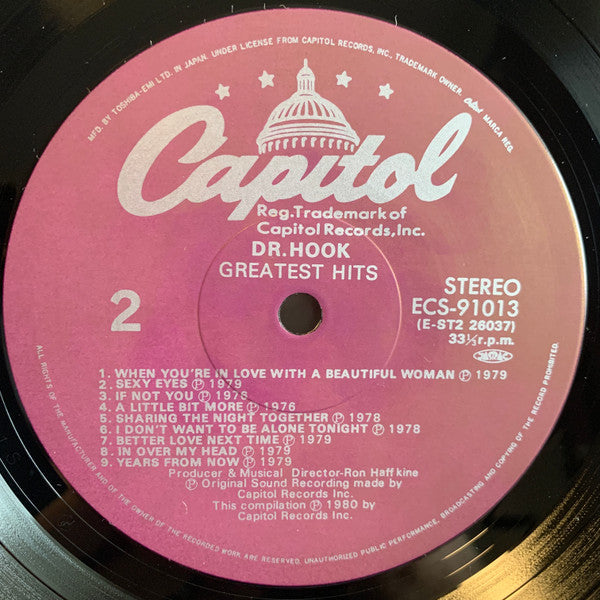 MFD. BY TOSHIBA-EMI LTD. IN JAPAN, UNDER LICENSE FROM CAPITOL RECORDS, INC., TRADEMARK OWNER. MARCA REG.
Capitol
Reg.Trademark of
Capitol Records,Inc.
DR.HOOK
GREATEST HITS
2
STEREO
ECS-91013
(E-ST2 26037)
33⅓r.p.m.
JASRAC
1. WHEN YOU'RE IN LOVE WITH A BEAUTIFUL WOMAN ℗ 1979
2. SEXY EYES ℗ 1979
3. IF NOT YOU ℗ 1976
4. A LITTLE BIT MORE ℗ 1976
5. SHARING THE NIGHT TOGETHER ℗ 1978
6. I DON'T WANT TO BE ALONE TONIGHT ℗ 1978
7. BETTER LOVE NEXT TIME ℗ 1979
8. IN OVER MY HEAD ℗ 1979
9. YEARS FROM NOW ℗ 1979
Producer & Musical Director-Ron Haffkine
℗ Original Sound Recording made by
Capitol Records Inc.
This compilation ℗ 1980 by
Capitol Records Inc.
ALL RIGHTS OF THE MANUFACTURER AND OF THE OWNER OF THE RECORDED WORK ARE RESERVED. UNAUTHORIZED PUBLIC PERFORMANCE, BROADCASTING AND COPYING OF THE RECORD PROHIBITED.